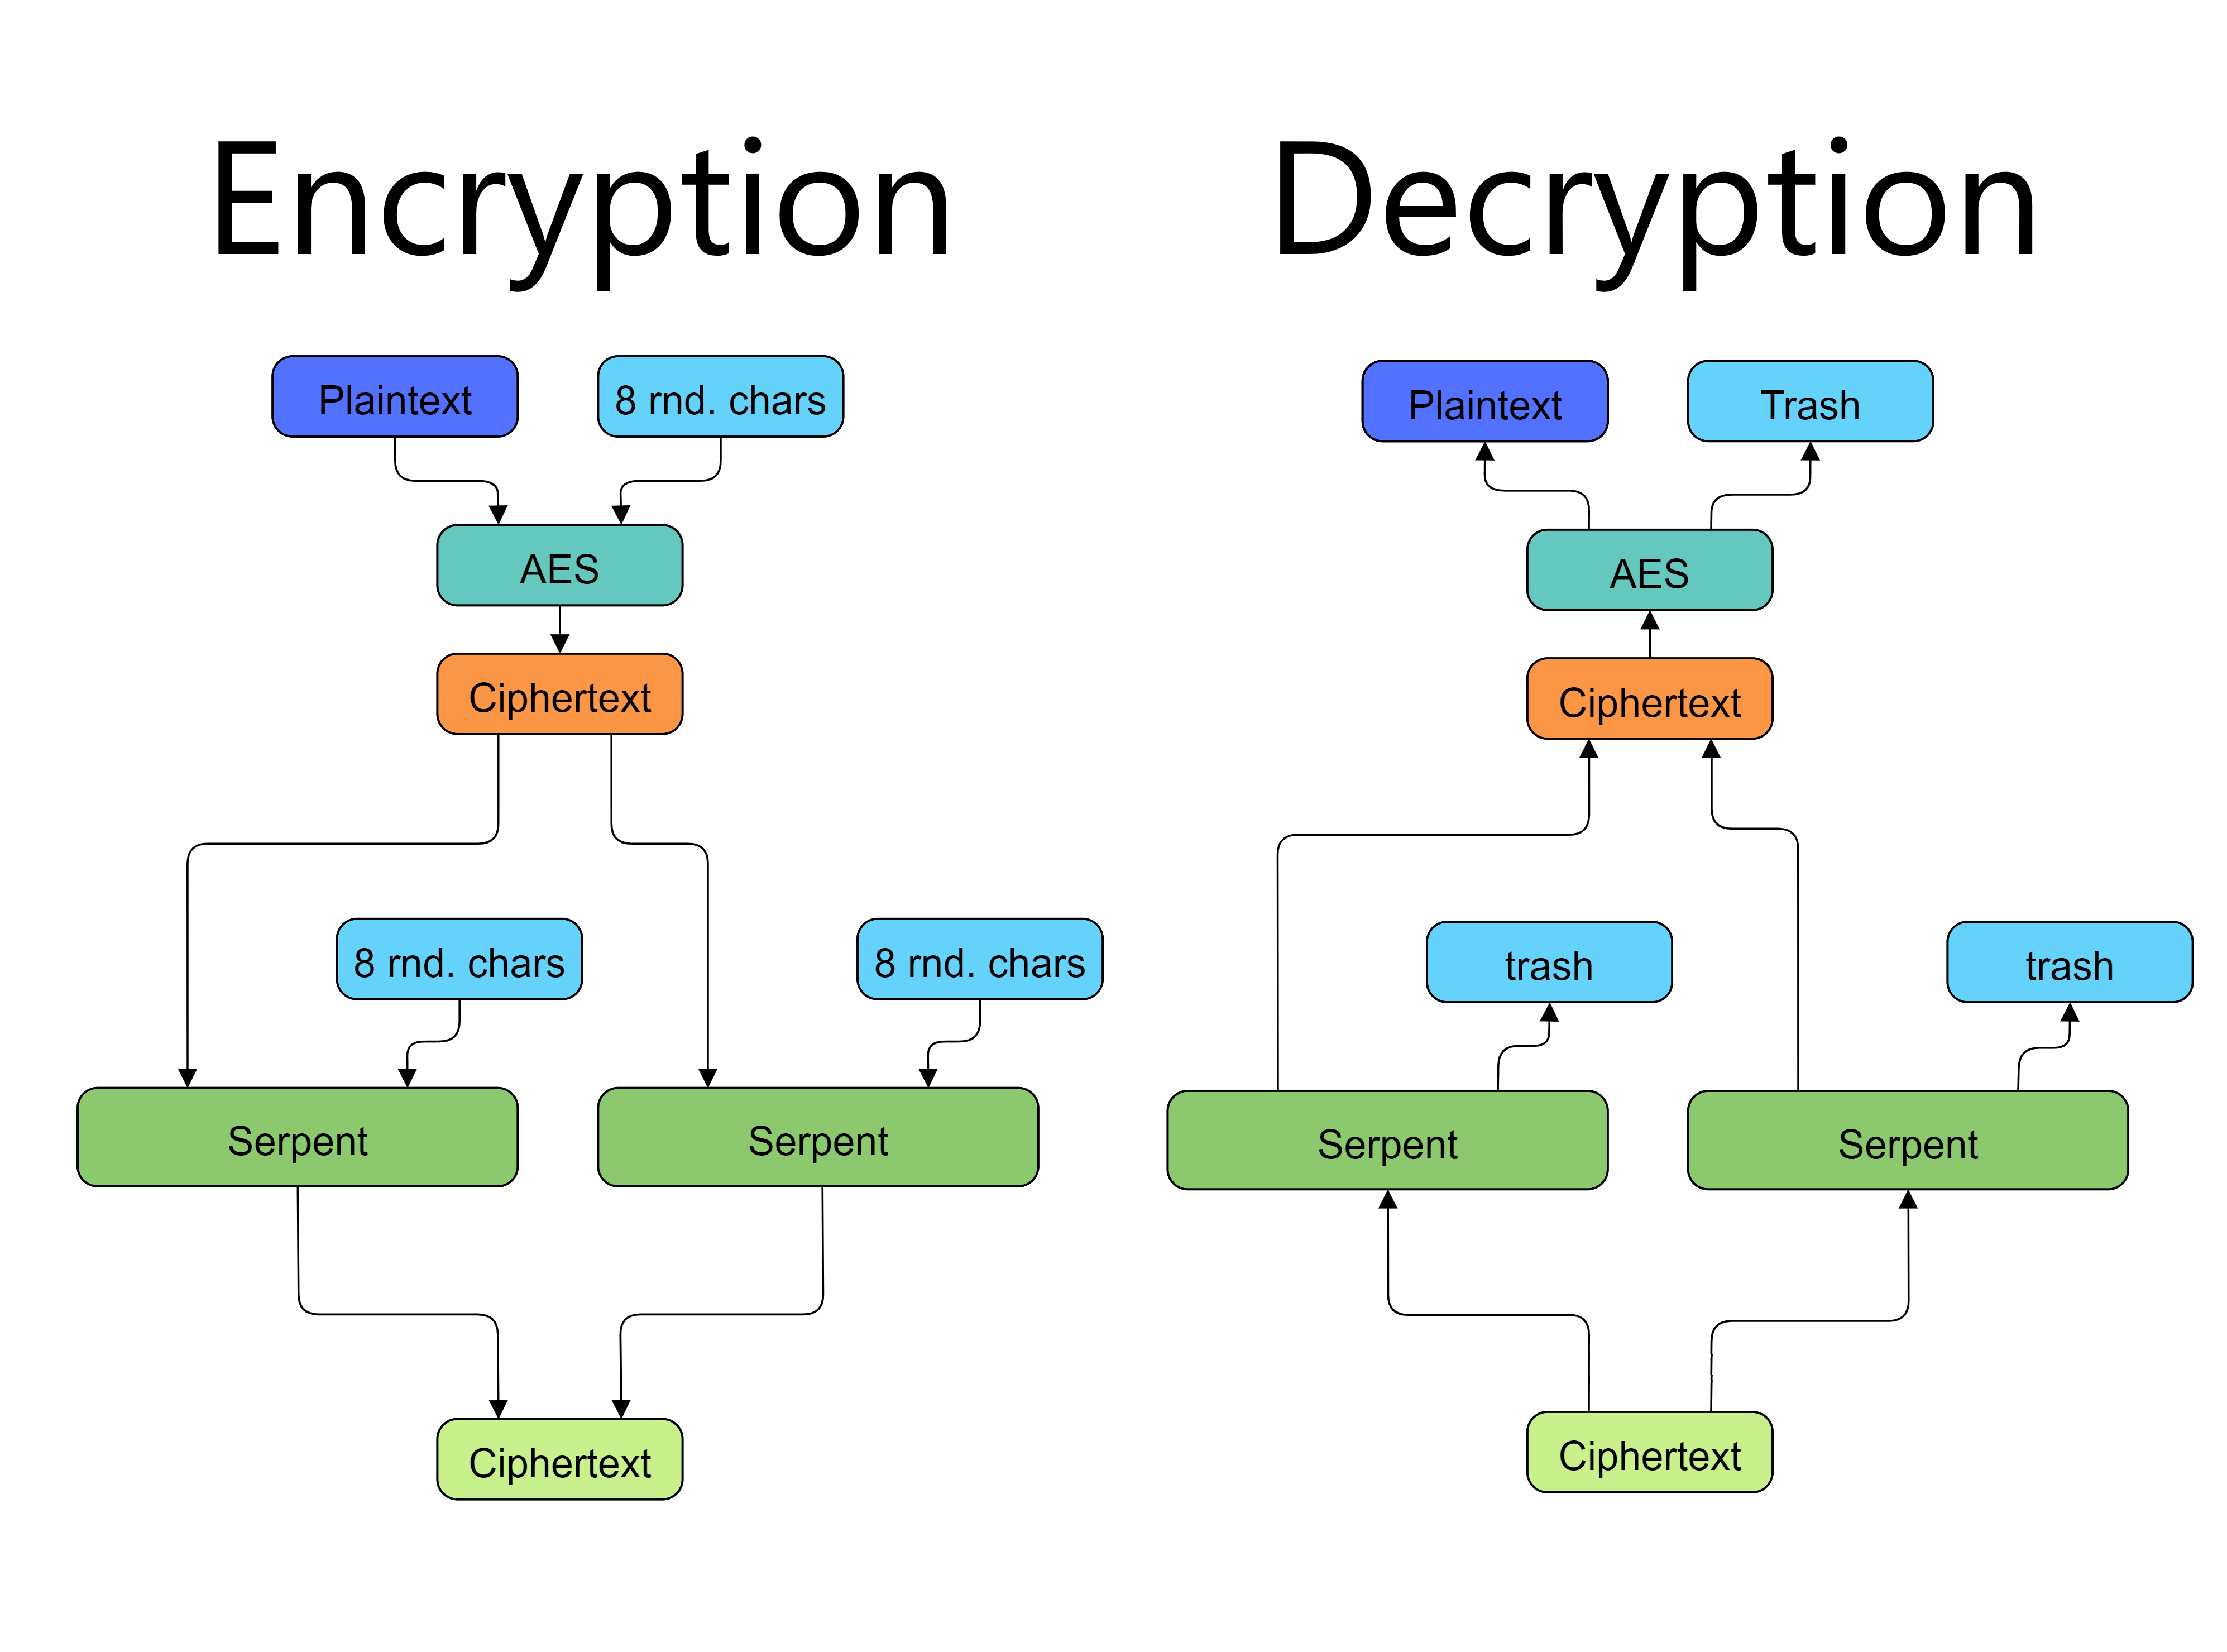 Encryption
Decryption
Plaintext
8 rnd. chars
AES
Ciphertext
8 rnd. chars
8 rnd. chars
Serpent
Serpent
Ciphertext
Plaintext
Trash
AES
Ciphertext
trash
trash
Serpent
Serpent
Ciphertext